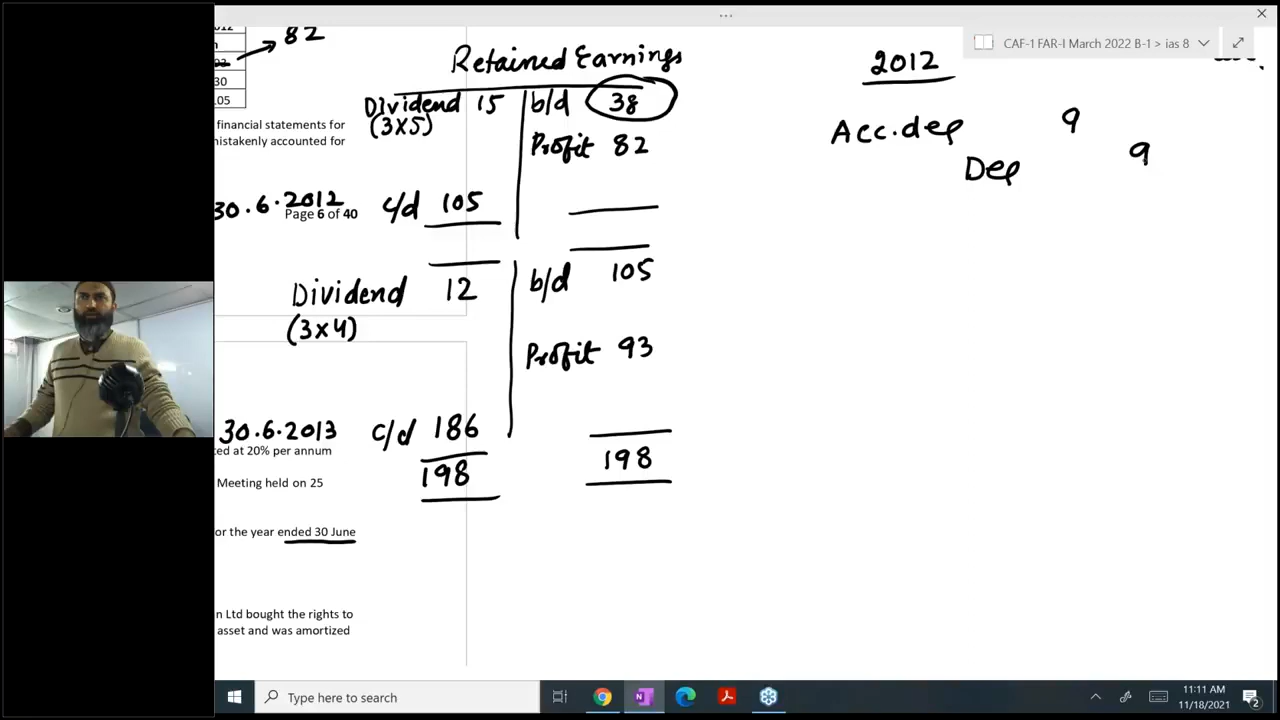 82
30
.05
financial statements for
mistakenly accounted for
Page 6 of 40
ted at 20% per annum
Meeting held on 25
or the year ended 30 June
n Ltd bought the rights to
asset and was amortized
Retained Earnings
Dividend 15 b/d 38
(3x5) Profit 82
30.6.2012 c/d 105
Dividend 12 b/d 105
(3x4)
Profit 93
30.6.2013 c/d 186
198 198
2012
Acc.dep 9
Dep 9
CAF-1 FAR-I March 2022 B-1 > ias 8
Type here to search
11:11 AM
11/18/2021
2